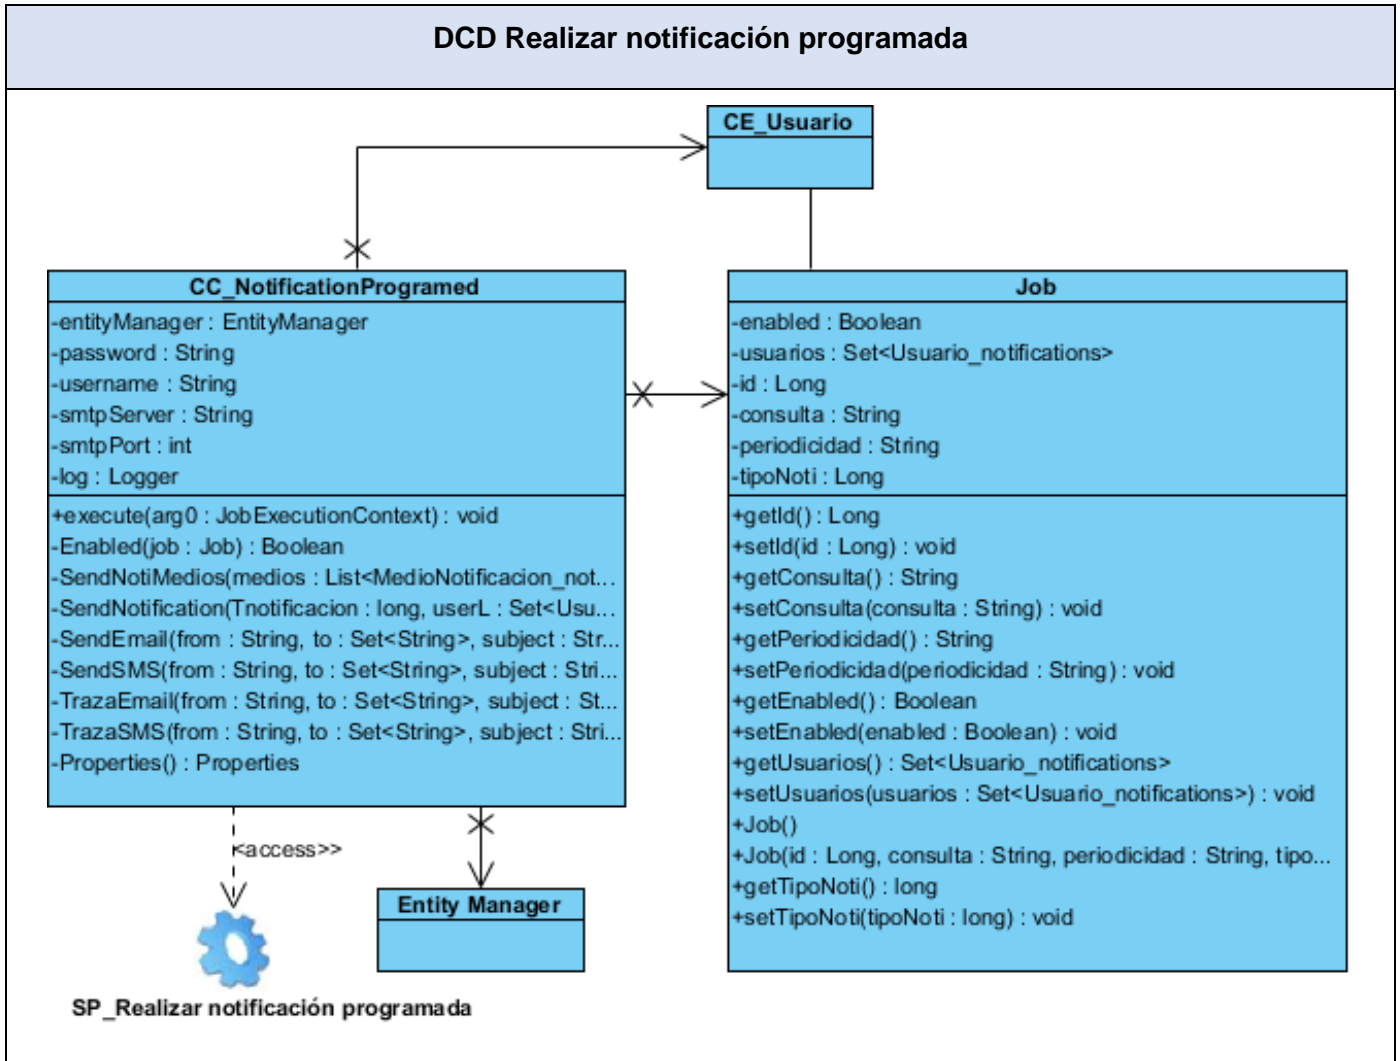 DCD Realizar notificación programada
CE_Usuario
CC_NotificationProgramed
-entityManager : EntityManager
-password : String
-username : String
-smtpServer : String
-smtpPort : int
-log : Logger
+execute(arg0 : JobExecutionContext) : void
-Enabled(job : Job) : Boolean
-SendNotiMedios(medios : List<MedioNotificacion_not...
-SendNotification(Tnotificacion : long, userL : Set<Usu...
-SendEmail(from : String, to : Set<String>, subject : Str...
-SendSMS(from : String, to : Set<String>, subject : Stri...
-TrazaEmail(from : String, to : Set<String>, subject : St...
-TrazaSMS(from : String, to : Set<String>, subject : Stri...
-Properties() : Properties
Job
-enabled : Boolean
-usuarios : Set<Usuario_notifications>
-id : Long
-consulta : String
-periodicidad : String
-tipoNoti : Long
+getId() : Long
+setId(id : Long) : void
+getConsulta() : String
+setConsulta(consulta : String) : void
+getPeriodicidad() : String
+setPeriodicidad(periodicidad : String) : void
+getEnabled() : Boolean
+setEnabled(enabled : Boolean) : void
+getUsuarios() : Set<Usuario_notifications>
+setUsuarios(usuarios : Set<Usuario_notifications>) : void
+Job()
+Job(id : Long, consulta : String, periodicidad : String, tipo...
+getTipoNoti() : long
+setTipoNoti(tipoNoti : long) : void
<access>>
Entity Manager
SP_Realizar notificación programada